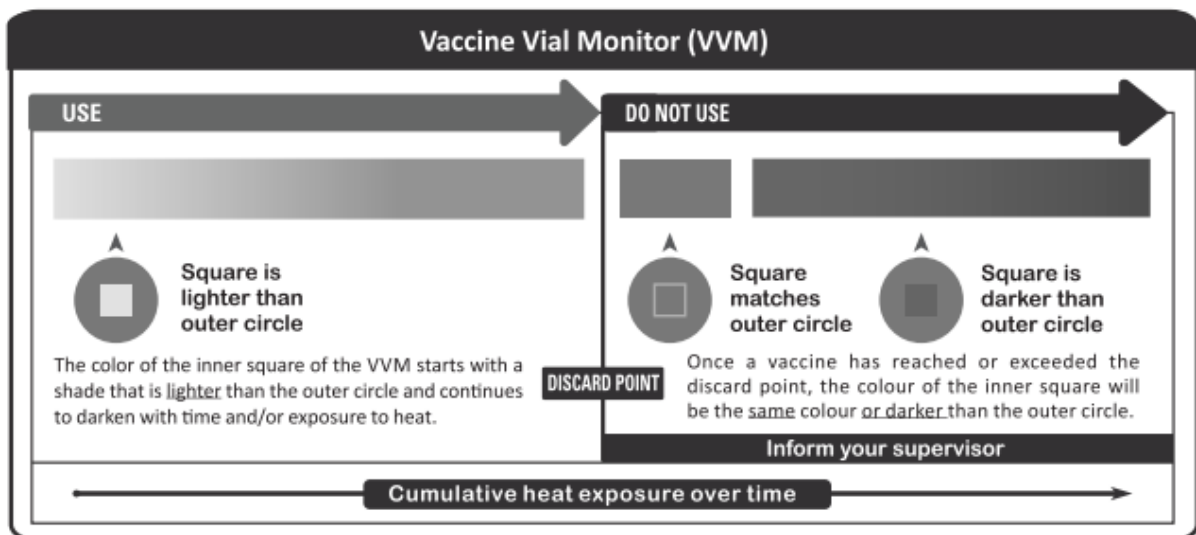 Vaccine Vial Monitor (VVM)
USE
DO NOT USE
Square is
lighter than
outer circle
The color of the inner square of the VVM starts with a
shade that is lighter than the outer circle and continues
to darken with time and/or exposure to heat.
DISCARD POINT
Square
matches
outer circle
Square is
darker than
outer circle
Once a vaccine has reached or exceeded the
discard point, the colour of the inner square will
be the same colour or darker than the outer circle.
Inform your supervisor
Cumulative heat exposure over time